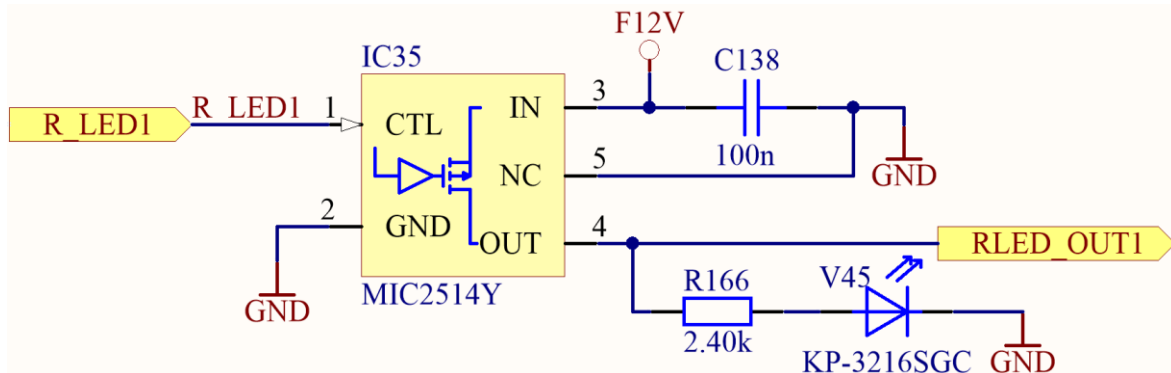 F12V
IC35
C138
R_LED1
R_LED1
1
CTL
IN
3
100n
GND
NC
5
2
GND
OUT
4
RLED_OUT1
GND
MIC2514Y
R166
V45
2.40k
KP-3216SGC
GND